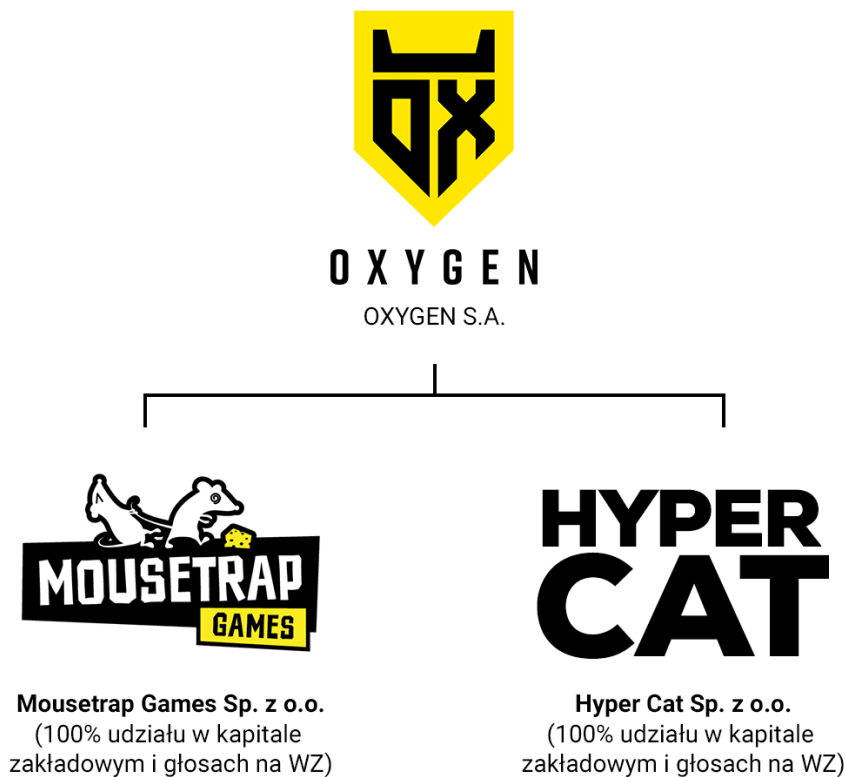 OX
OXYGEN
OXYGEN S.A.
MOUSETRAP
GAMES
Mousetrap Games Sp. z o.o.
(100% udziału w kapitale
zakładowym i głosach na WZ)
HYPER
CAT
Hyper Cat Sp. z o.o.
(100% udziału w kapitale
zakładowym i głosach na WZ)